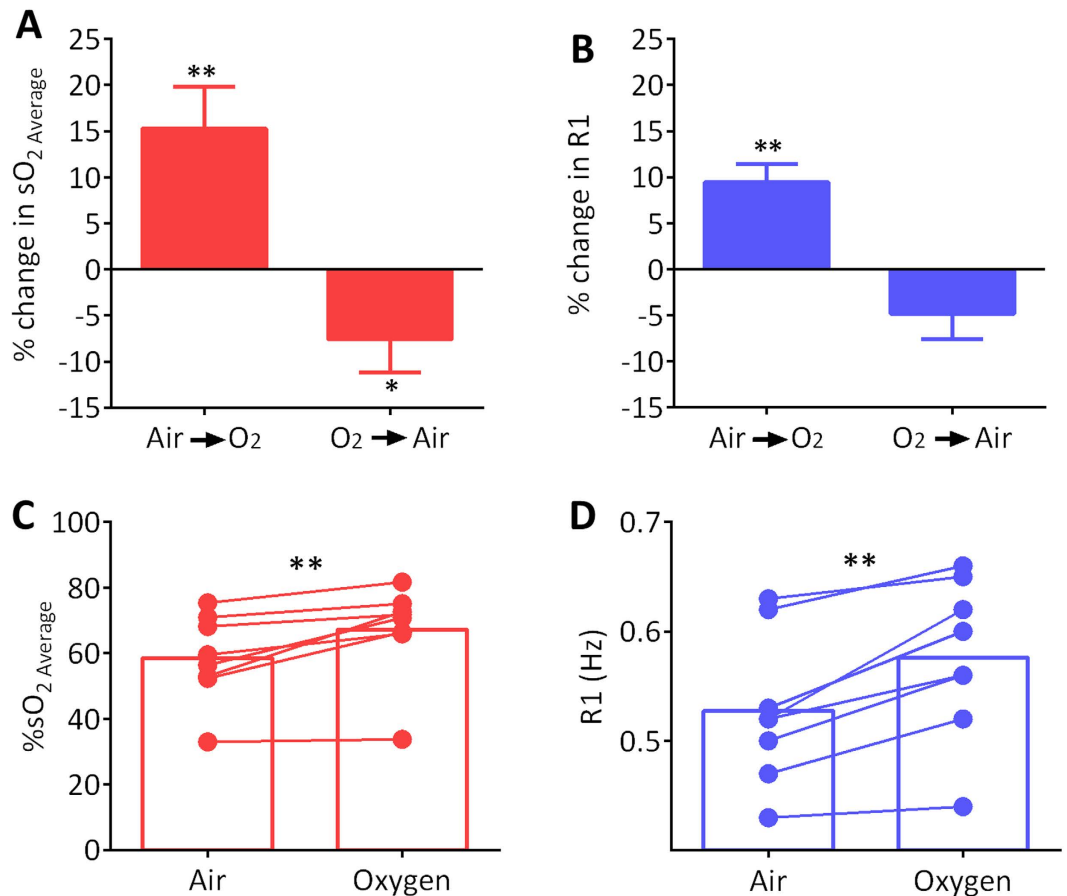 A
% change in sO2 Average
25
20
15
10
5
0
-5
-10
-15
**
*
Air → O2
O2 → Air
B
% change in R1
25
20
15
10
5
0
-5
-10
-15
**
Air → O2
O2 → Air
C
%sO2 Average
100
80
60
40
20
0
**
Air
Oxygen
D
R1 (Hz)
0.7
0.6
0.5
**
Air
Oxygen